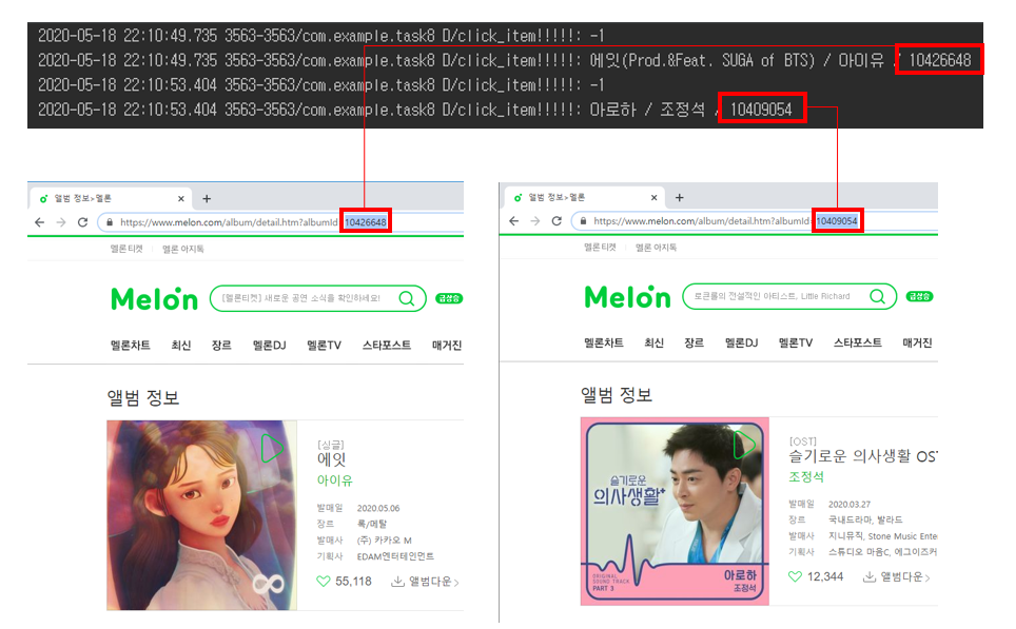 2020-05-18 22:10:49.735 3563-3563/com.example.task8 D/click_item!!!!!: -1
2020-05-18 22:10:49.735 3563-3563/com.example.task8 D/click_item!!!!!: 에잇(Prod.&Feat. SUGA of BTS) / 아이유 / 10426648
2020-05-18 22:10:53.404 3563-3563/com.example.task8 D/click_item!!!!!: -1
2020-05-18 22:10:53.404 3563-3563/com.example.task8 D/click_item!!!!!: 아로하 / 조정석 / 10409054
앨범 정보>멜론
https://www.melon.com/album/detail.htm?albumId 10426648
멜론티켓 멜론 아지톡
Melon
[멜론티켓] 새로운 공연 소식을 확인하세요!
급상승
멜론차트 최신 장르 멜론DJ 멜론TV 스타포스트 매거진
앨범 정보
[싱글]
에잇
아이유
발매일 2020.05.06
장르 록/메탈
발매사 (주) 카카오 M
기획사 EDAM엔터테인먼트
55,118 앨범다운
앨범 정보>멜론
https://www.melon.com/album/detail.htm?albumId 10409054
멜론티켓 멜론 아지톡
Melon
로큰롤의 전설적인 아티스트, Little Richard
급상승
멜론차트 최신 장르 멜론DJ 멜론TV 스타포스트 매거진
앨범 정보
슬기로운
의사생활
ORIGINAL
SOUND TRACK
PART 3
아로하
조정석
[OST]
슬기로운 의사생활 OST
조정석
발매일 2020.03.27
장르 국내드라마, 발라드
발매사 지니뮤직, Stone Music Ente
기획사 스튜디오 마음C, 에그이즈커
12,344 앨범다운